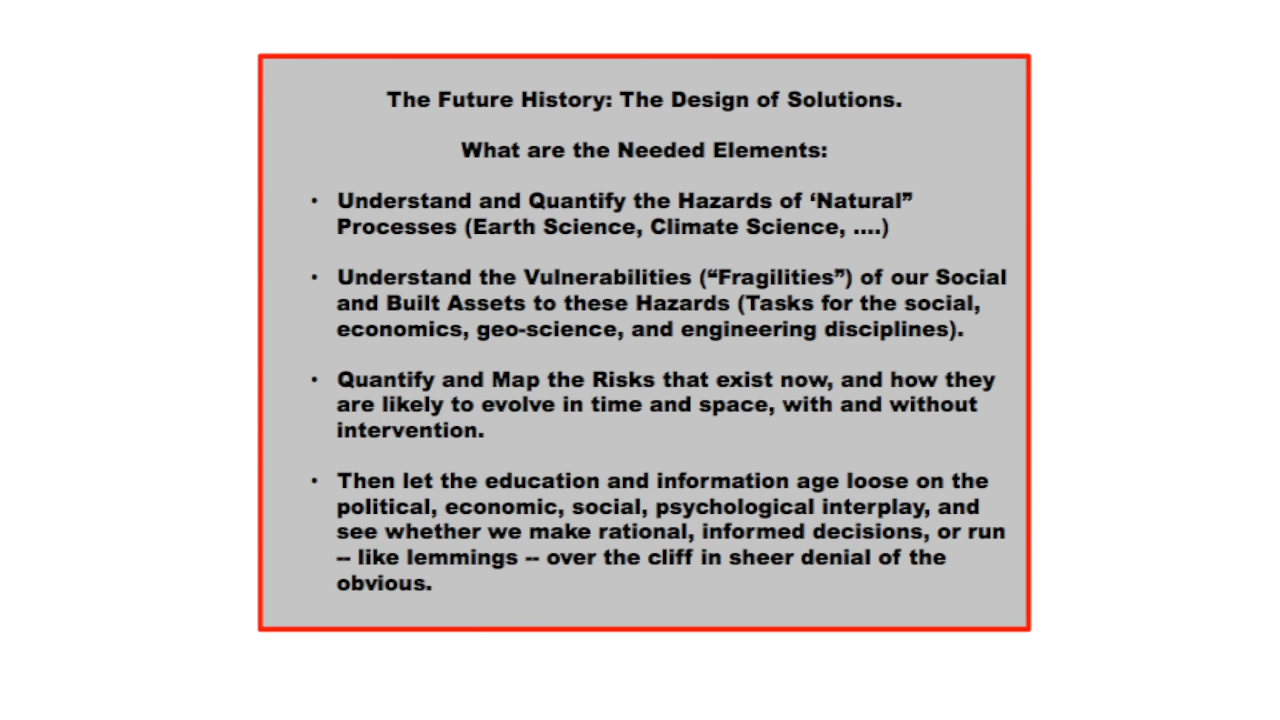 The Future History: The Design of Solutions.
What are the Needed Elements:
• Understand and Quantify the Hazards of ‘Natural”
Processes (Earth Science, Climate Science, ....)
• Understand the Vulnerabilities (“Fragilities”) of our Social
and Built Assets to these Hazards (Tasks for the social,
economics, geo-science, and engineering disciplines).
• Quantify and Map the Risks that exist now, and how they
are likely to evolve in time and space, with and without
intervention.
• Then let the education and information age loose on the
political, economic, social, psychological interplay, and
see whether we make rational, informed decisions, or run
-- like lemmings -- over the cliff in sheer denial of the
obvious.